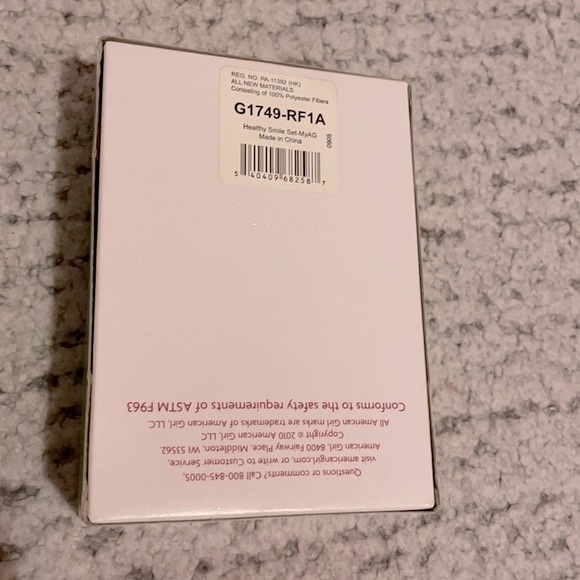 REG. NO. PA-11392 (HK)
ALL NEW MATERIALS
Consisting of 100% Polyester Fibers
G1749-RF1A
Healthy Smile Set-MyAG
Made in China
0905
5 40409 68258 7
Questions or comments? Call 800-845-0005,
visit americangirl.com, or write to Customer Service,
American Girl, 8400 Fairway Place, Middleton, WI 53562.
Copyright © 2010 American Girl, LLC
All American Girl marks are trademarks of American Girl, LLC.
Conforms to the safety requirements of ASTM F963